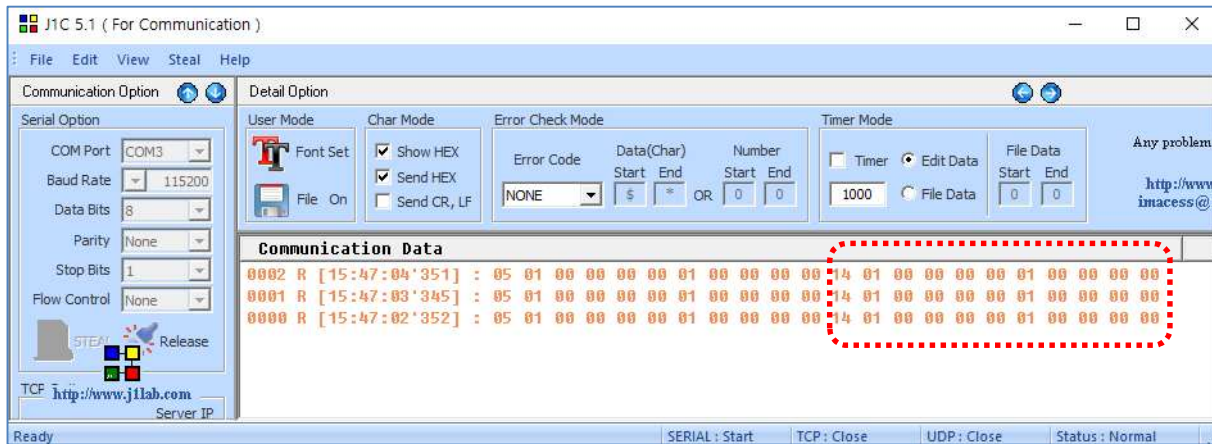 J1C 5.1 ( For Communication )
File Edit View Steal Help
Communication Option
Detail Option
Serial Option
COM Port COM3
Baud Rate 115200
Data Bits 8
Parity None
Stop Bits 1
Flow Control None
STEAL Release
http://www.j1lab.com
Server IP
User Mode
Font Set
File On
Char Mode
Show HEX
Send HEX
Send CR, LF
Error Check Mode
Error Code
NONE
Data(Char)
Start End
$ *
OR
Number
Start End
0 0
Timer Mode
Timer
1000
Edit Data
File Data
File Data
Start End
0 0
Any problem
http://www
imacess@
Communication Data
0002 R [15:47:04'351] : 05 01 00 00 00 00 01 00 00 00 00 14 01 00 00 00 00 01 00 00 00 00
0001 R [15:47:03'345] : 05 01 00 00 00 00 01 00 00 00 00 14 01 00 00 00 00 01 00 00 00 00
0000 R [15:47:02'352] : 05 01 00 00 00 00 01 00 00 00 00 14 01 00 00 00 00 01 00 00 00 00
Ready
SERIAL : Start
TCP : Close
UDP : Close
Status : Normal